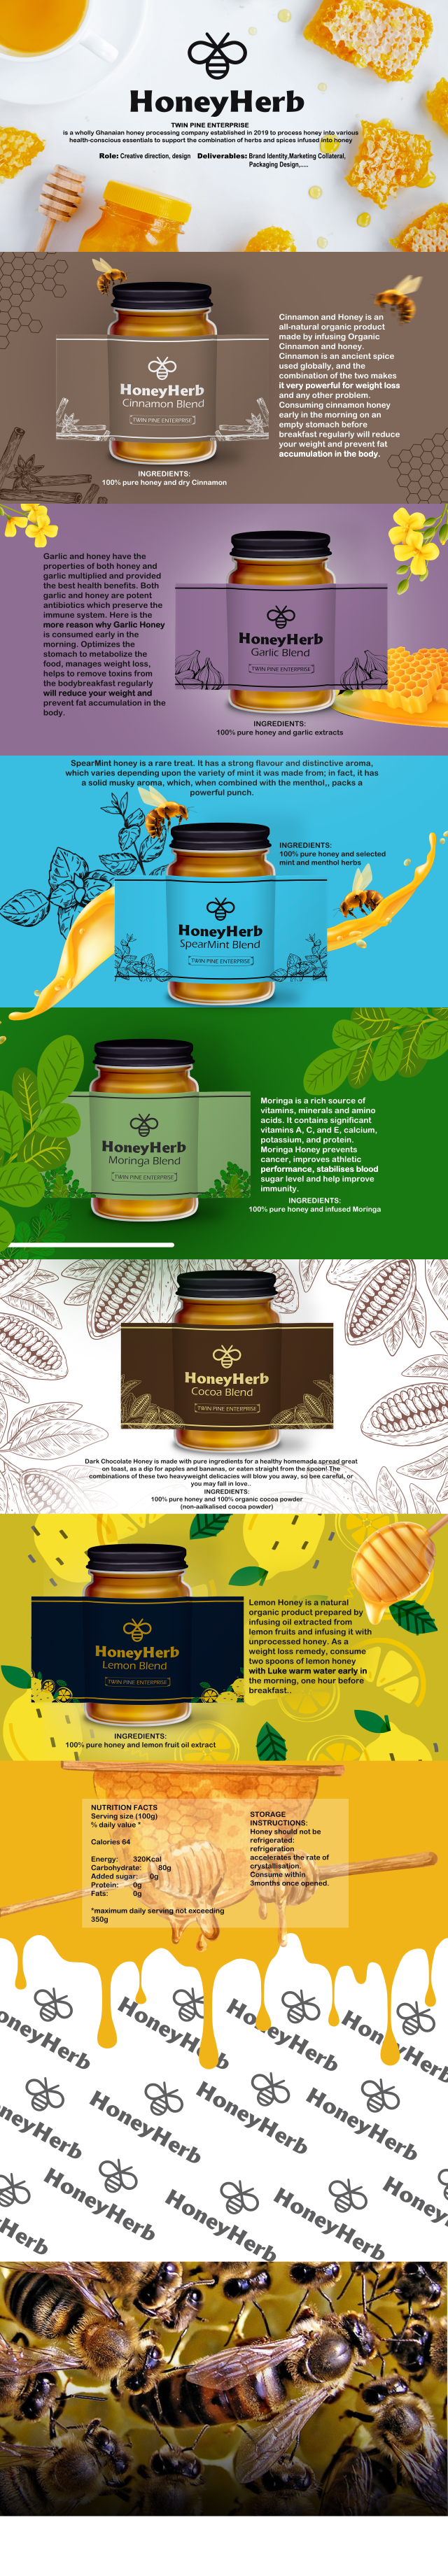 HoneyHerb
TWIN PINE ENTERPRISE
is a wholly Ghanaian honey processing company established in 2019 to process honey into various
health-conscious essentials to support the combination of herbs and spices infused into honey
Role: Creative direction, design Deliverables: Brand Identity,Marketing Collateral,
Packaging Design,....
Cinnamon and Honey is an
all-natural organic product
made by infusing Organic
Cinnamon and honey.
Cinnamon is an ancient spice
used globally, and the
combination of the two makes
it very powerful for weight loss
and any other problem.
Consuming cinnamon honey
early in the morning on an
empty stomach before
breakfast regularly will reduce
your weight and prevent fat
accumulation in the body.
HoneyHerb
Cinnamon Blend
TWIN PINE ENTERPRISE
INGREDIENTS:
100% pure honey and dry Cinnamon
Garlic and honey have the
properties of both honey and
garlic multiplied and provided
the best health benefits. Both
garlic and honey are potent
antibiotics which preserve the
immune system. Here is the
more reason why Garlic Honey
is consumed early in the
morning. Optimizes the
stomach to metabolize the
food, manages weight loss,
helps to remove toxins from
the bodybreakfast regularly
will reduce your weight and
prevent fat accumulation in the
body.
HoneyHerb
Garlic Blend
TWIN PINE ENTERPRISE
INGREDIENTS:
100% pure honey and garlic extracts
SpearMint honey is a rare treat. It has a strong flavour and distinctive aroma,
which varies depending upon the variety of mint it was made from; in fact, it has
a solid musky aroma, which, when combined with the menthol,, packs a
powerful punch.
INGREDIENTS:
100% pure honey and selected
mint and menthol herbs
HoneyHerb
SpearMint Blend
TWIN PINE ENTERPRISE
HoneyHerb
Moringa Blend
TWIN PINE ENTERPRISE
Moringa is a rich source of
vitamins, minerals and amino
acids. It contains significant
vitamins A, C, and E, calcium,
potassium, and protein.
Moringa Honey prevents
cancer, improves athletic
performance, stabilises blood
sugar level and help improve
immunity.
INGREDIENTS:
100% pure honey and infused Moringa
HoneyHerb
Cocoa Blend
TWIN PINE ENTERPRISE
Dark Chocolate Honey is made with pure ingredients for a healthy homemade spread great
on toast, as a dip for apples and bananas, or eaten straight from the spoon! The
combinations of these two heavyweight delicacies will blow you away, so bee careful, or
you may fall in love..
INGREDIENTS:
100% pure honey and 100% organic cocoa powder
(non-aalkalised cocoa powder)
HoneyHerb
Lemon Blend
TWIN PINE ENTERPRISE
Lemon Honey is a natural
organic product prepared by
infusing oil extracted from
lemon fruits and infusing it with
unprocessed honey. As a
weight loss remedy, consume
two spoons of lemon honey
with Luke warm water early in
the morning, one hour before
breakfast..
INGREDIENTS:
100% pure honey and lemon fruit oil extract
NUTRITION FACTS
Serving size (100g)
% daily value *
Calories 64
Energy: 320Kcal
Carbohydrate: 80g
Added sugar: 0g
Protein: 0g
Fats: 0g
*maximum daily serving not exceeding
350g
STORAGE
INSTRUCTIONS:
Honey should not be
refrigerated:
refrigeration
accelerates the rate of
crystallisation.
Consume within
3months once opened.
oneyHerb
HoneyHerb
HoneyHerb
HoneyHerb
neyHerb
HoneyHerb
HoneyHerb
HoneyHerb
Herb
HoneyHerb
HoneyHerb
HoneyHerb
Honey